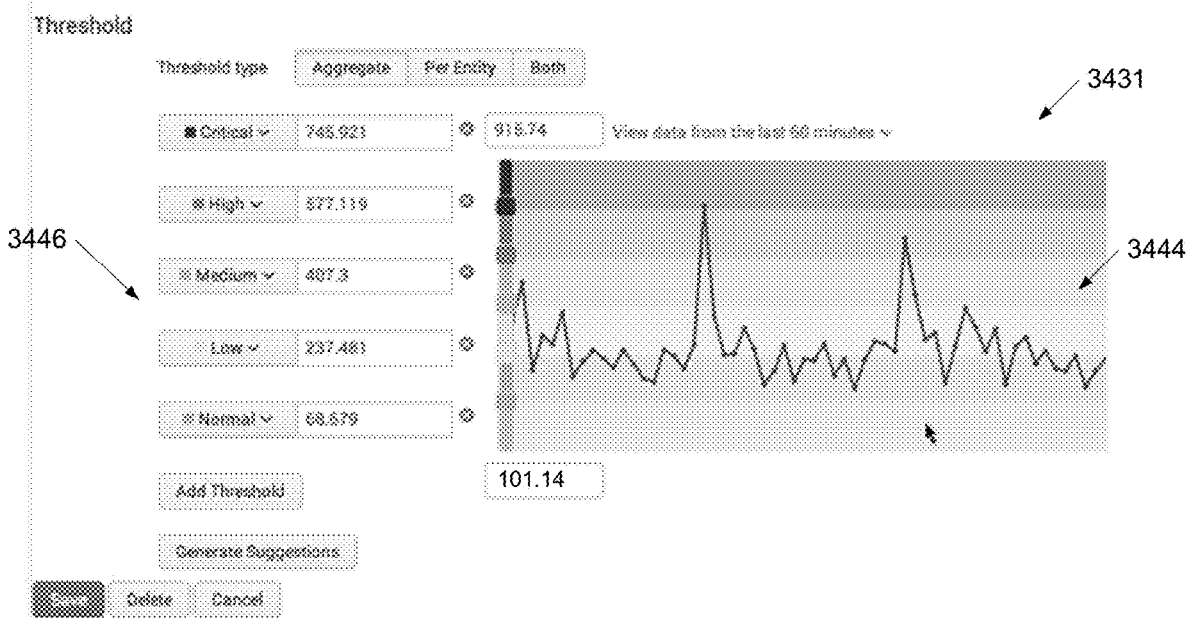 Threshold
Threshold type Aggregate Per Entity Both
3431
Critical 745.921 915.74 View data from the last 60 minutes
High 577.119
3446
3444
Medium 407.3
Low 237.481
Normal 68.679
Add Threshold 101.14
Generate Suggestions
Delete Cancel